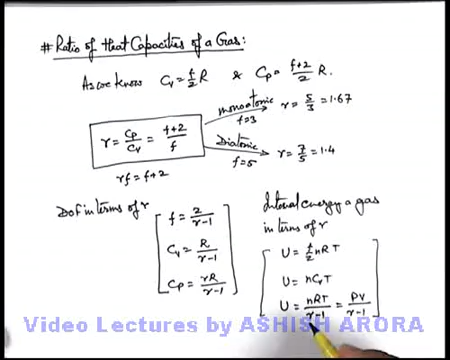 # Ratio of Heat Capacities of a Gas:
As we know Cv = f/2 R & Cp = f+2/2 R.
γ = Cp/Cv = f+2/f
monoatomic f=3 γ = 5/3 = 1.67
Diatomic f=5 γ = 7/5 = 1.4
γf = f+2
DOF in terms of γ
f = 2/γ-1
Cv = R/γ-1
Cp = γR/γ-1
Internal energy a gas
in terms of γ
U = f/2 nRT
U = nCvT
U = nRT/γ-1 = PV/γ-1
Video Lectures by ASHISH ARORA